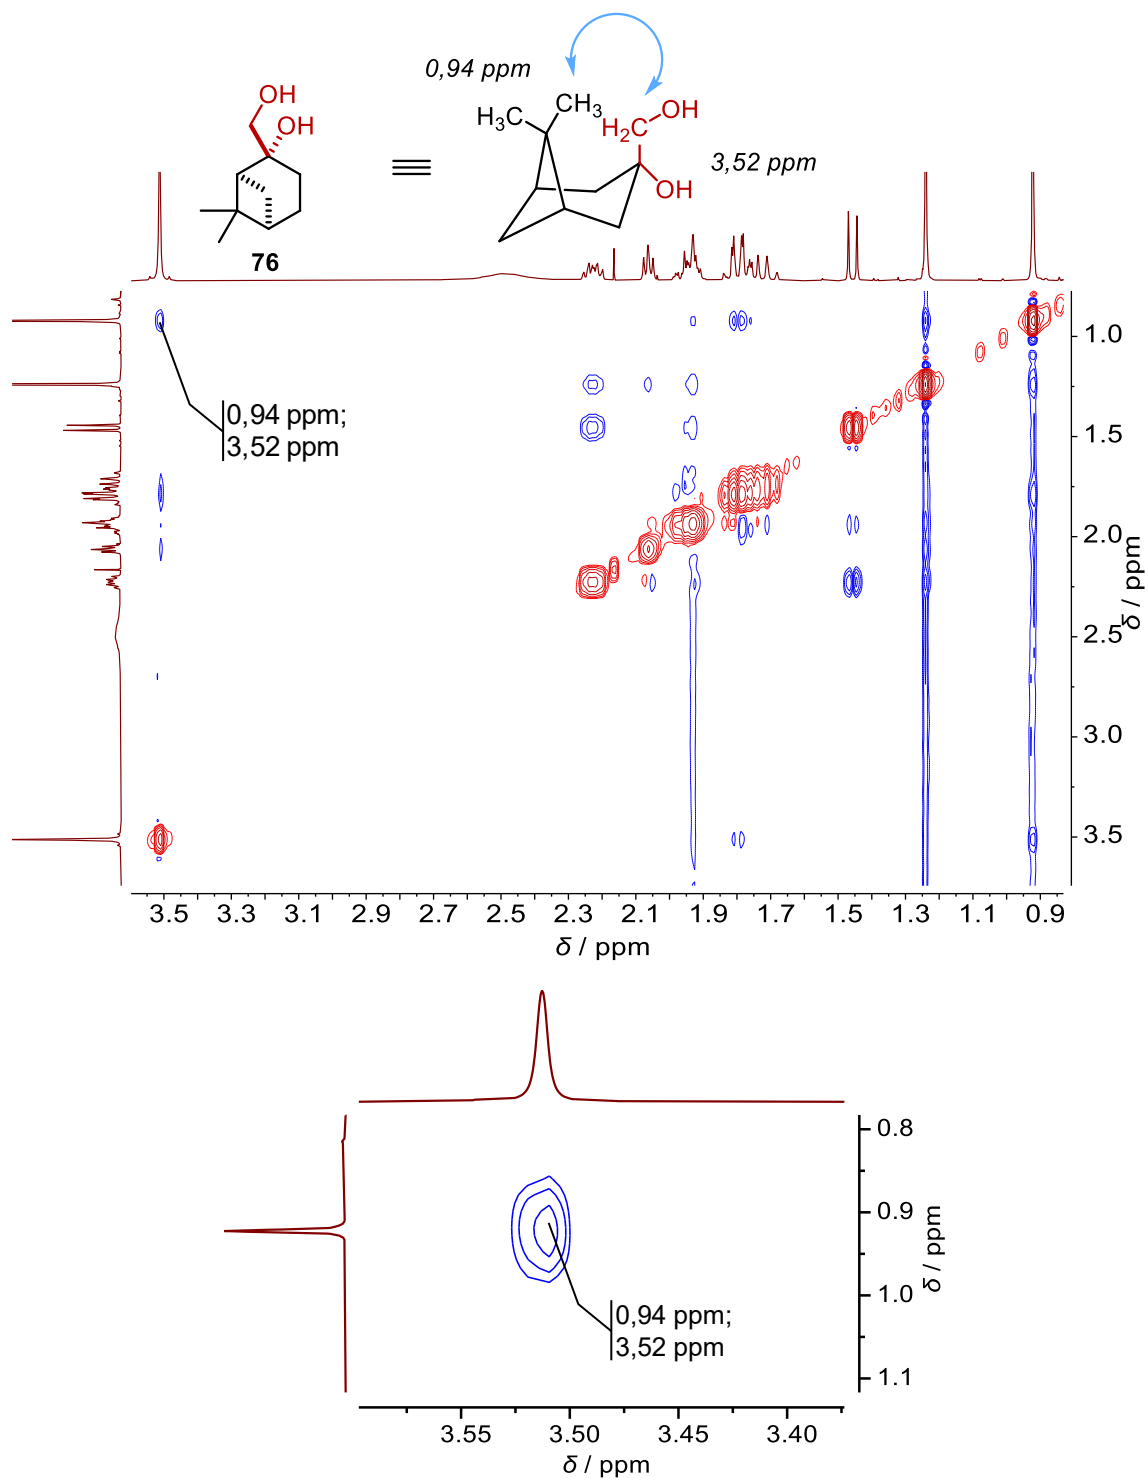 0,94 ppm
OH
OH
76
H₃C
CH₃
H₂C
OH
OH
3,52 ppm
0,94 ppm;
3,52 ppm
1.0
1.5
2.0
2.5
3.0
3.5
δ / ppm
3.5 3.3 3.1 2.9 2.7 2.5 2.3 2.1 1.9 1.7 1.5 1.3 1.1 0.9
δ / ppm
0.8
0.9
1.0
1.1
δ / ppm
0,94 ppm;
3,52 ppm
3.55 3.50 3.45 3.40
δ / ppm